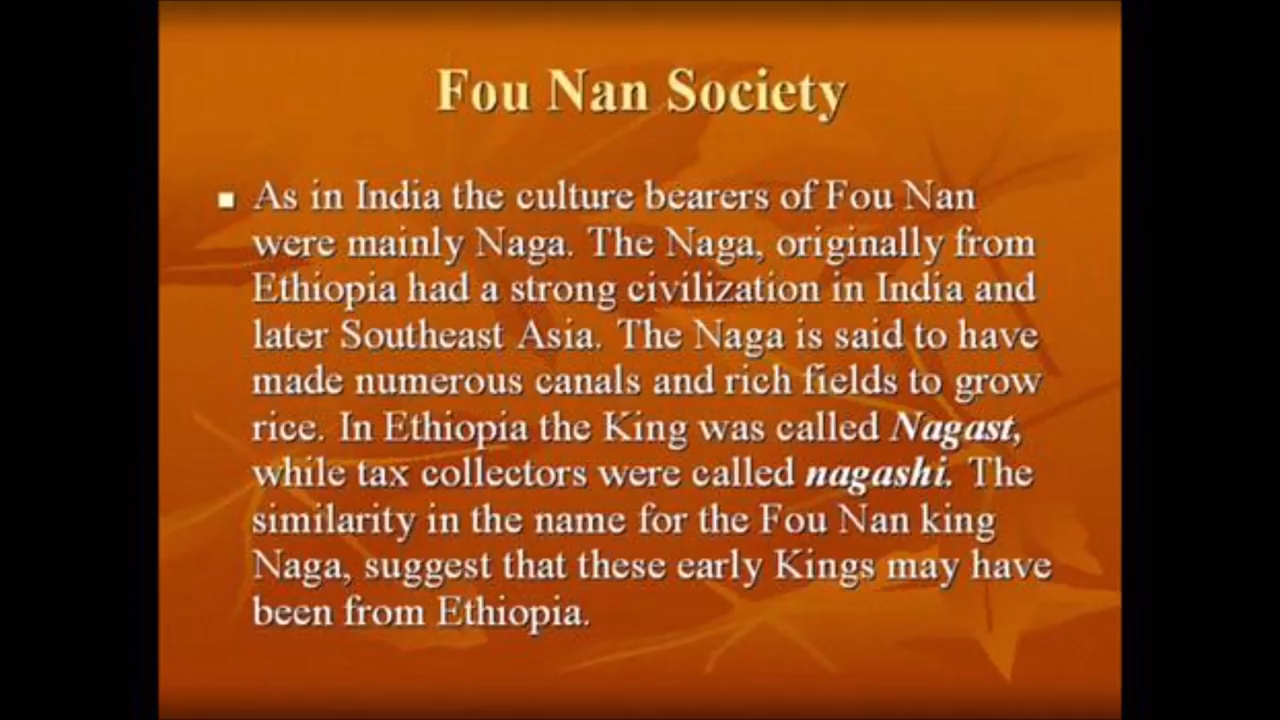 Fou Nan Society
As in India the culture bearers of Fou Nan
were mainly Naga. The Naga, originally from
Ethiopia had a strong civilization in India and
later Southeast Asia. The Naga is said to have
made numerous canals and rich fields to grow
rice. In Ethiopia the King was called Nagast,
while tax collectors were called nagashi. The
similarity in the name for the Fou Nan king
Naga, suggest that these early Kings may have
been from Ethiopia.